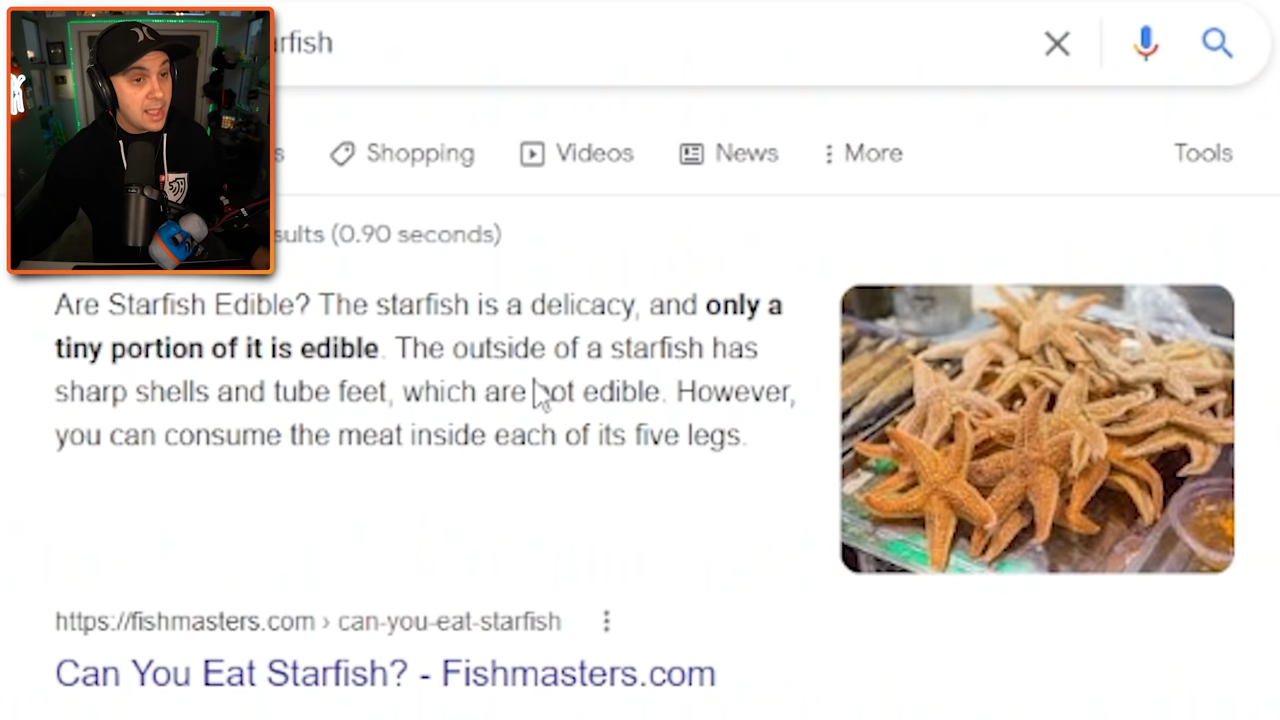 rfish
s
Shopping
Videos
News
More
Tools
sults (0.90 seconds)
Are Starfish Edible? The starfish is a delicacy, and only a
tiny portion of it is edible. The outside of a starfish has
sharp shells and tube feet, which are not edible. However,
you can consume the meat inside each of its five legs.
https://fishmasters.com › can-you-eat-starfish
Can You Eat Starfish? - Fishmasters.com